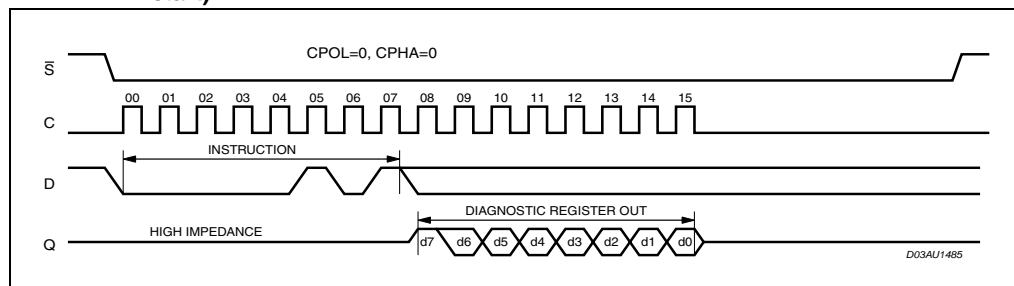 start)
CPOL=0, CPHA=0
S̅
00 01 02 03 04 05 06 07 08 09 10 11 12 13 14 15
C
INSTRUCTION
D
DIAGNOSTIC REGISTER OUT
HIGH IMPEDANCE
Q
d7 d6 d5 d4 d3 d2 d1 d0
D03AU1485